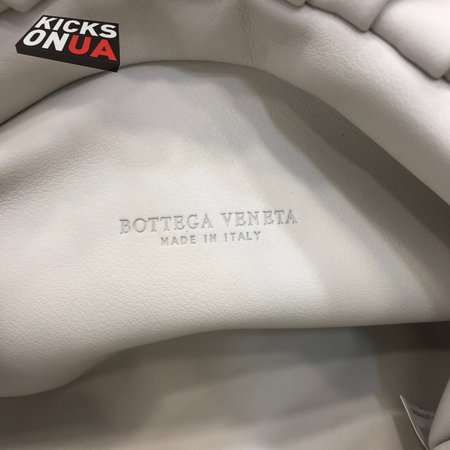 KICKS
ONUA
BOTTEGA VENETA
MADE IN ITALY